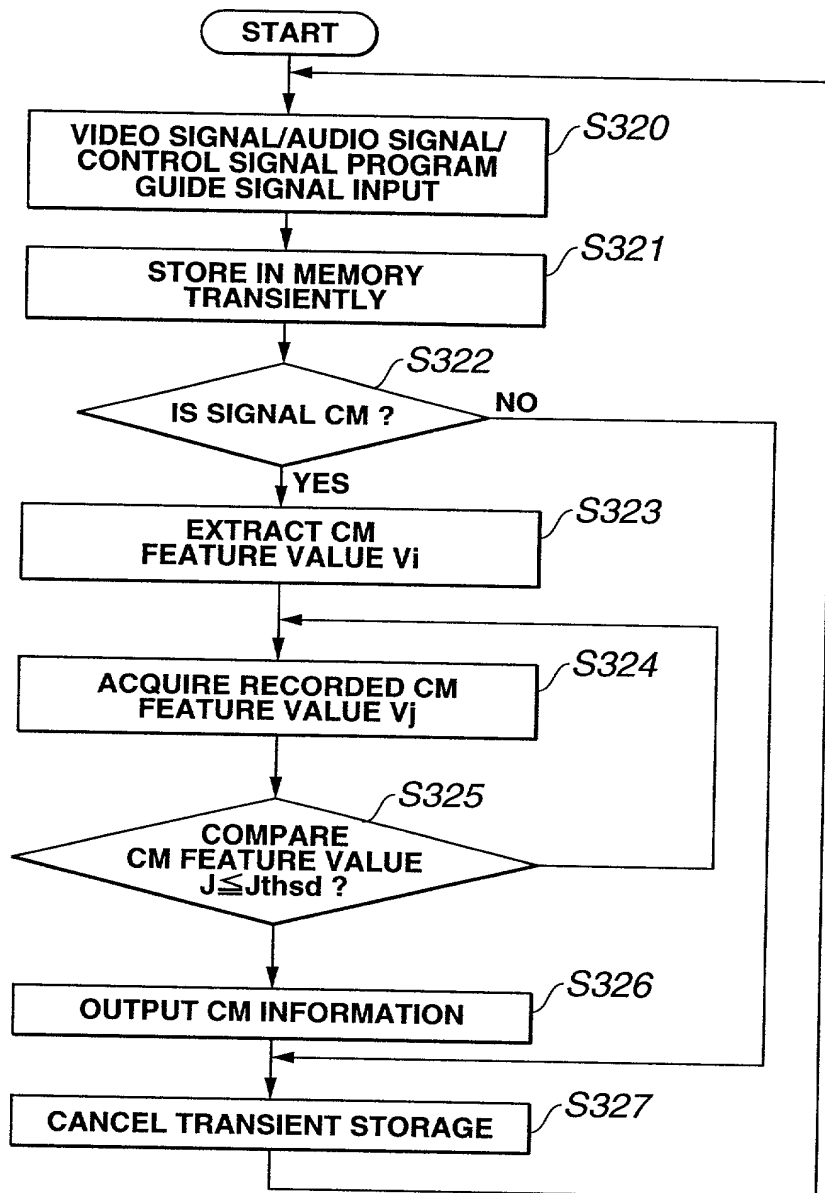 START
VIDEO SIGNAL/AUDIO SIGNAL/
CONTROL SIGNAL PROGRAM
GUIDE SIGNAL INPUT
S320
STORE IN MEMORY
TRANSIENTLY
S321
IS SIGNAL CM ?
S322
NO
YES
EXTRACT CM
FEATURE VALUE Vi
S323
ACQUIRE RECORDED CM
FEATURE VALUE Vj
S324
COMPARE
CM FEATURE VALUE
J≦Jthsd ?
S325
OUTPUT CM INFORMATION
S326
CANCEL TRANSIENT STORAGE
S327